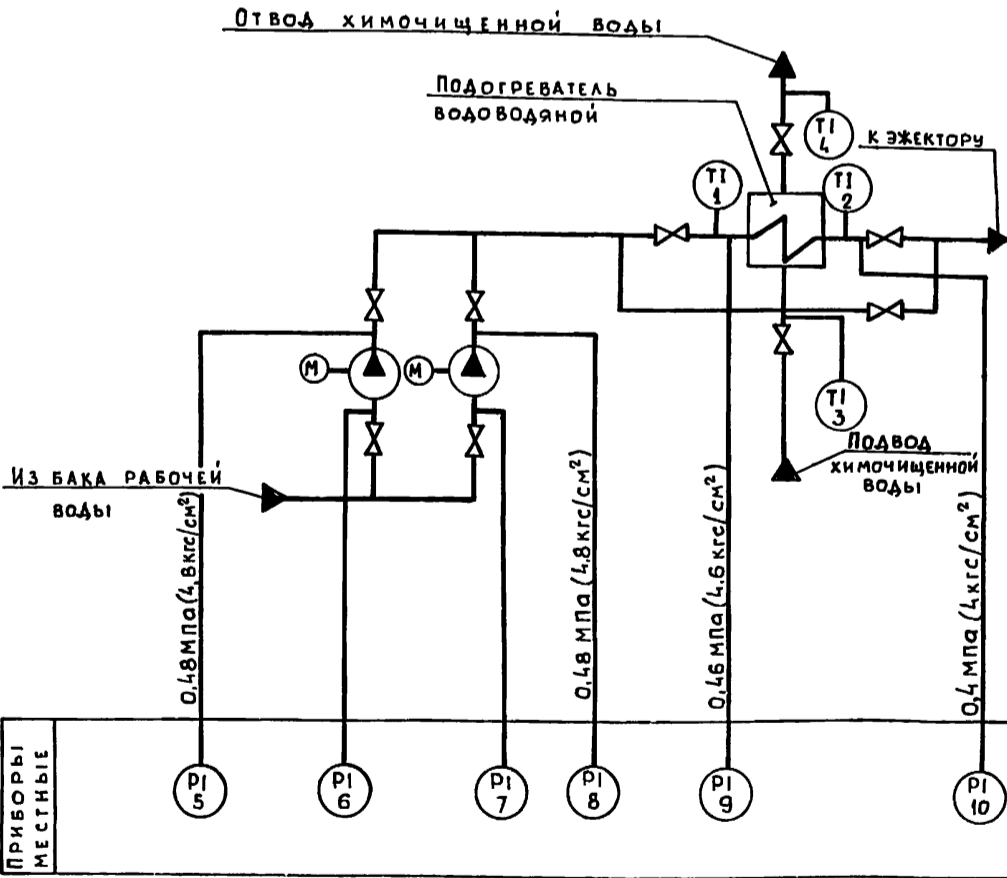 Отвод химочищенной воды
Подогреватель
водоводяной
К эжектору
TI
4
TI
1
TI
2
М
М
TI
3
Подвод
химочищенной
воды
Из бака рабочей
воды
0,48 МПа (4,8 кгс/см²)
0,48 МПа (4.8 кгс/см²)
0,46 МПа (4.6 кгс/см²)
0,4 МПа (4 кгс/см²)
Приборы
местные
PI
5
PI
6
PI
7
PI
8
PI
9
PI
10